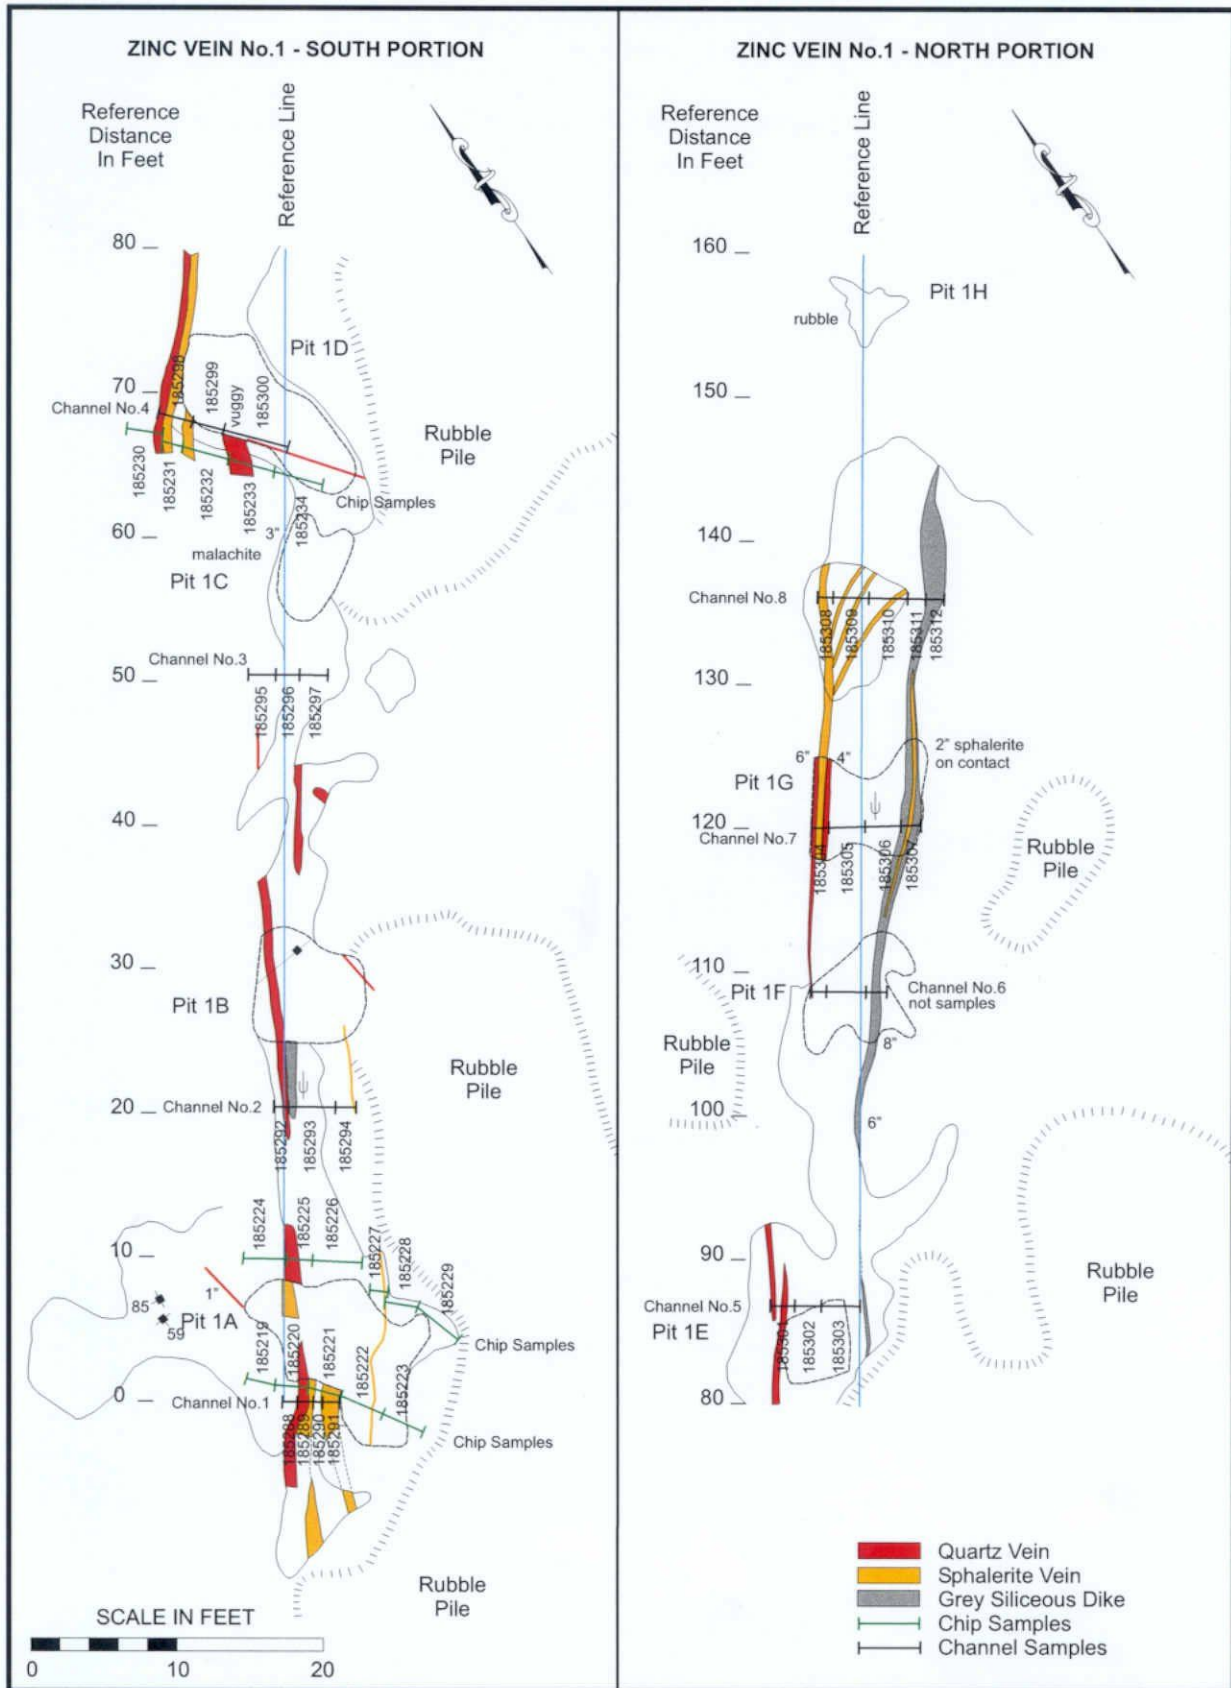 ZINC VEIN No.1 - SOUTH PORTION
Reference
Distance
In Feet
Reference Line
80
Pit 1D
70
185298
185299
vuggy
185300
Channel No.4
Rubble
Pile
185230
185231
185232
185233
185234
Chip Samples
60
3"
malachite
Pit 1C
Channel No.3
50
185295
185296
185297
40
30
Pit 1B
Rubble
Pile
20
Channel No.2
185292
185293
185294
185224
185225
185226
185227
185228
185229
10
1"
85
59
Pit 1A
185219
185220
185221
185222
185223
Chip Samples
0
Channel No.1
185288
185289
185290
185291
Chip Samples
Rubble
Pile
SCALE IN FEET
0
10
20
ZINC VEIN No.1 - NORTH PORTION
Reference
Distance
In Feet
Reference Line
160
Pit 1H
rubble
150
140
Channel No.8
185308
185309
185310
185311
185312
130
6"
4"
2" sphalerite
on contact
Pit 1G
120
Channel No.7
185304
185305
185306
185307
Rubble
Pile
110
Pit 1F
Channel No.6
not samples
8"
Rubble
Pile
100
6"
90
Channel No.5
Pit 1E
185301
185302
185303
Rubble
Pile
80
Quartz Vein
Sphalerite Vein
Grey Siliceous Dike
Chip Samples
Channel Samples